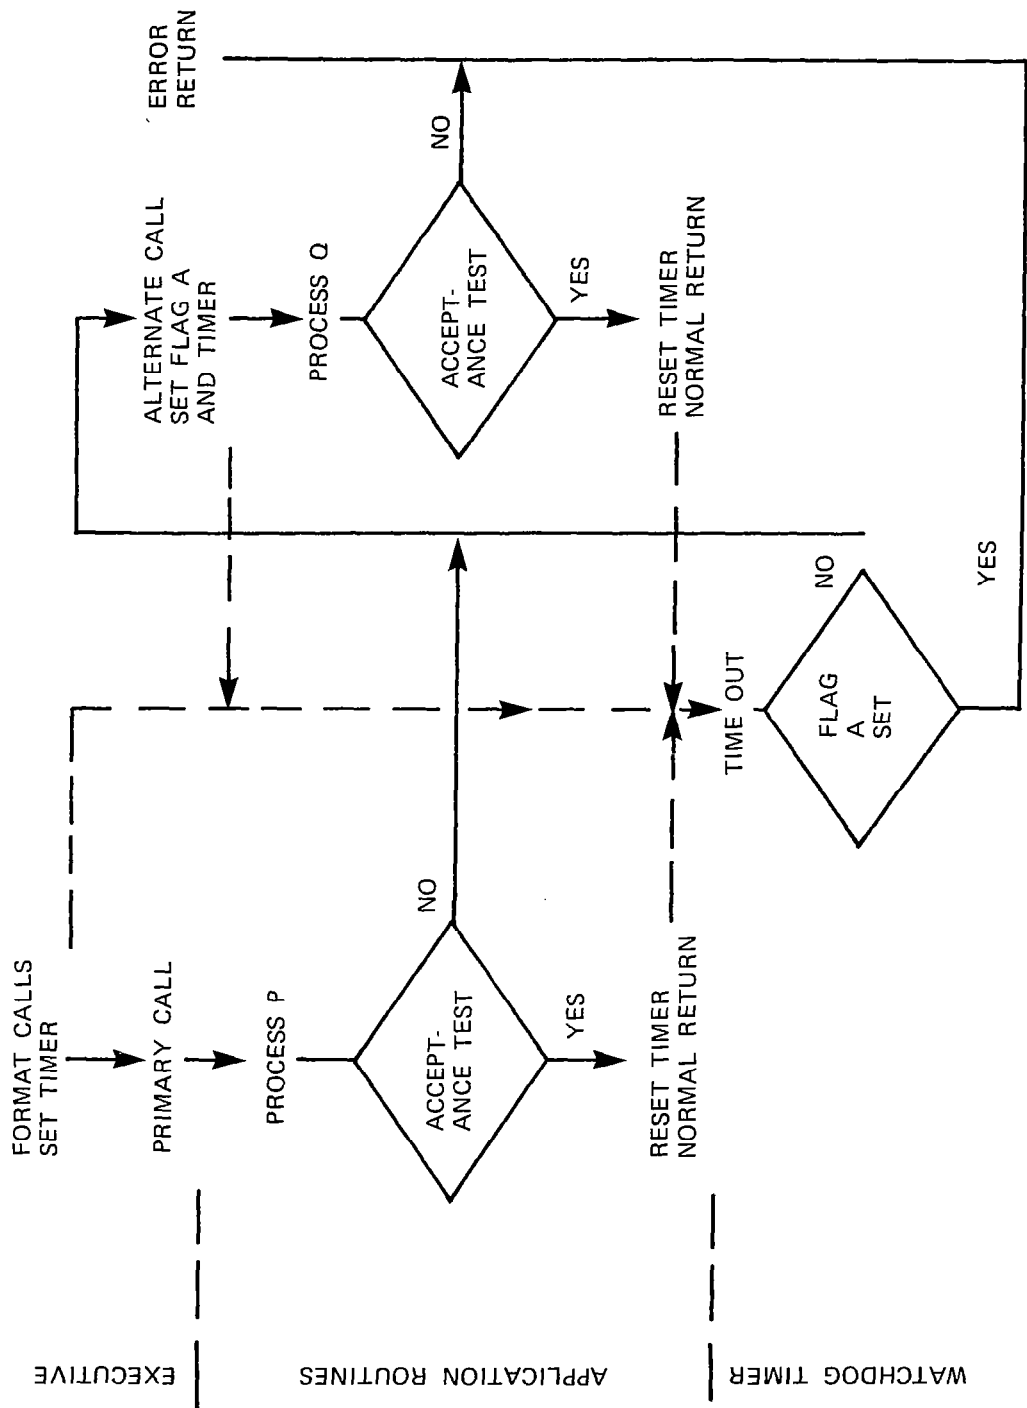 EXECUTIVE
FORMAT CALLS
SET TIMER
PRIMARY CALL
ALTERNATE CALL
SET FLAG A
AND TIMER
ERROR
RETURN
APPLICATION ROUTINES
PROCESS P
ACCEPT-
ANCE TEST
NO
YES
RESET TIMER
NORMAL RETURN
PROCESS Q
ACCEPT-
ANCE TEST
NO
YES
RESET TIMER
NORMAL RETURN
WATCHDOG TIMER
TIME OUT
FLAG
A
SET
NO
YES